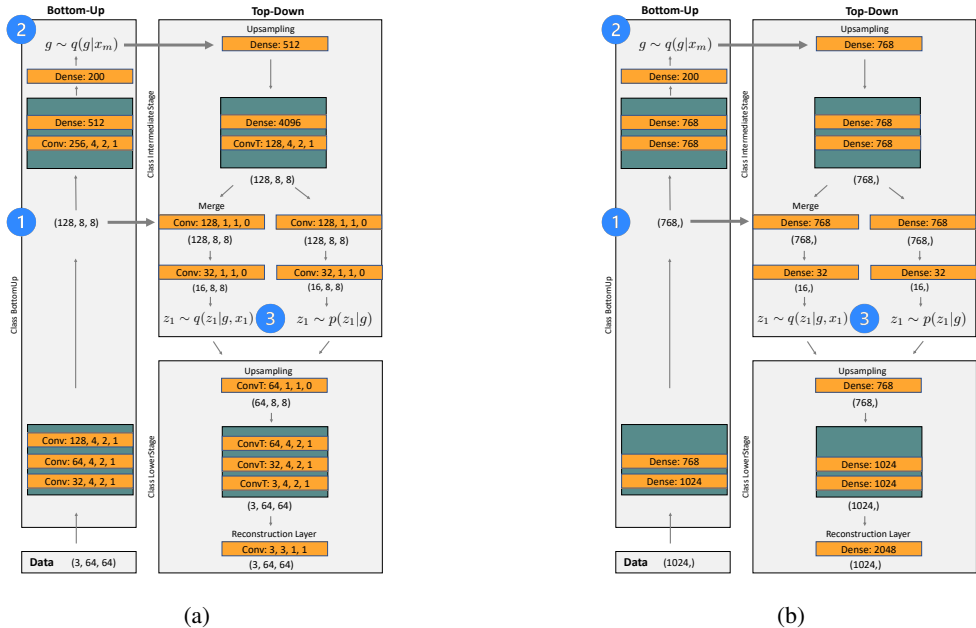 Bottom-Up
Top-Down
2
g ∼ q(g|x_m)
Upsampling
Dense: 512
Dense: 200
Class IntermediateStage
Dense: 512
Conv: 256, 4, 2, 1
Dense: 4096
ConvT: 128, 4, 2, 1
(128, 8, 8)
1
(128, 8, 8)
Merge
Conv: 128, 1, 1, 0
Conv: 128, 1, 1, 0
(128, 8, 8)
(128, 8, 8)
Conv: 32, 1, 1, 0
Conv: 32, 1, 1, 0
(16, 8, 8)
(16, 8, 8)
z_1 ∼ q(z_1|g, x_1)
3
z_1 ∼ p(z_1|g)
Class BottomUp
Upsampling
ConvT: 64, 1, 1, 0
(64, 8, 8)
Class LowerStage
Conv: 128, 4, 2, 1
Conv: 64, 4, 2, 1
Conv: 32, 4, 2, 1
ConvT: 64, 4, 2, 1
ConvT: 32, 4, 2, 1
ConvT: 3, 4, 2, 1
(3, 64, 64)
Reconstruction Layer
Conv: 3, 3, 1, 1
(3, 64, 64)
Data (3, 64, 64)
(a)
Bottom-Up
Top-Down
2
g ∼ q(g|x_m)
Upsampling
Dense: 768
Dense: 200
Class IntermediateStage
Dense: 768
Dense: 768
Dense: 768
Dense: 768
(768,)
1
(768,)
Merge
Dense: 768
Dense: 768
(768,)
(768,)
Dense: 32
Dense: 32
(16,)
(16,)
z_1 ∼ q(z_1|g, x_1)
3
z_1 ∼ p(z_1|g)
Class BottomUp
Upsampling
Dense: 768
(768,)
Class LowerStage
Dense: 768
Dense: 1024
Dense: 1024
Dense: 1024
(1024,)
Reconstruction Layer
Dense: 2048
(1024,)
Data (1024,)
(b)